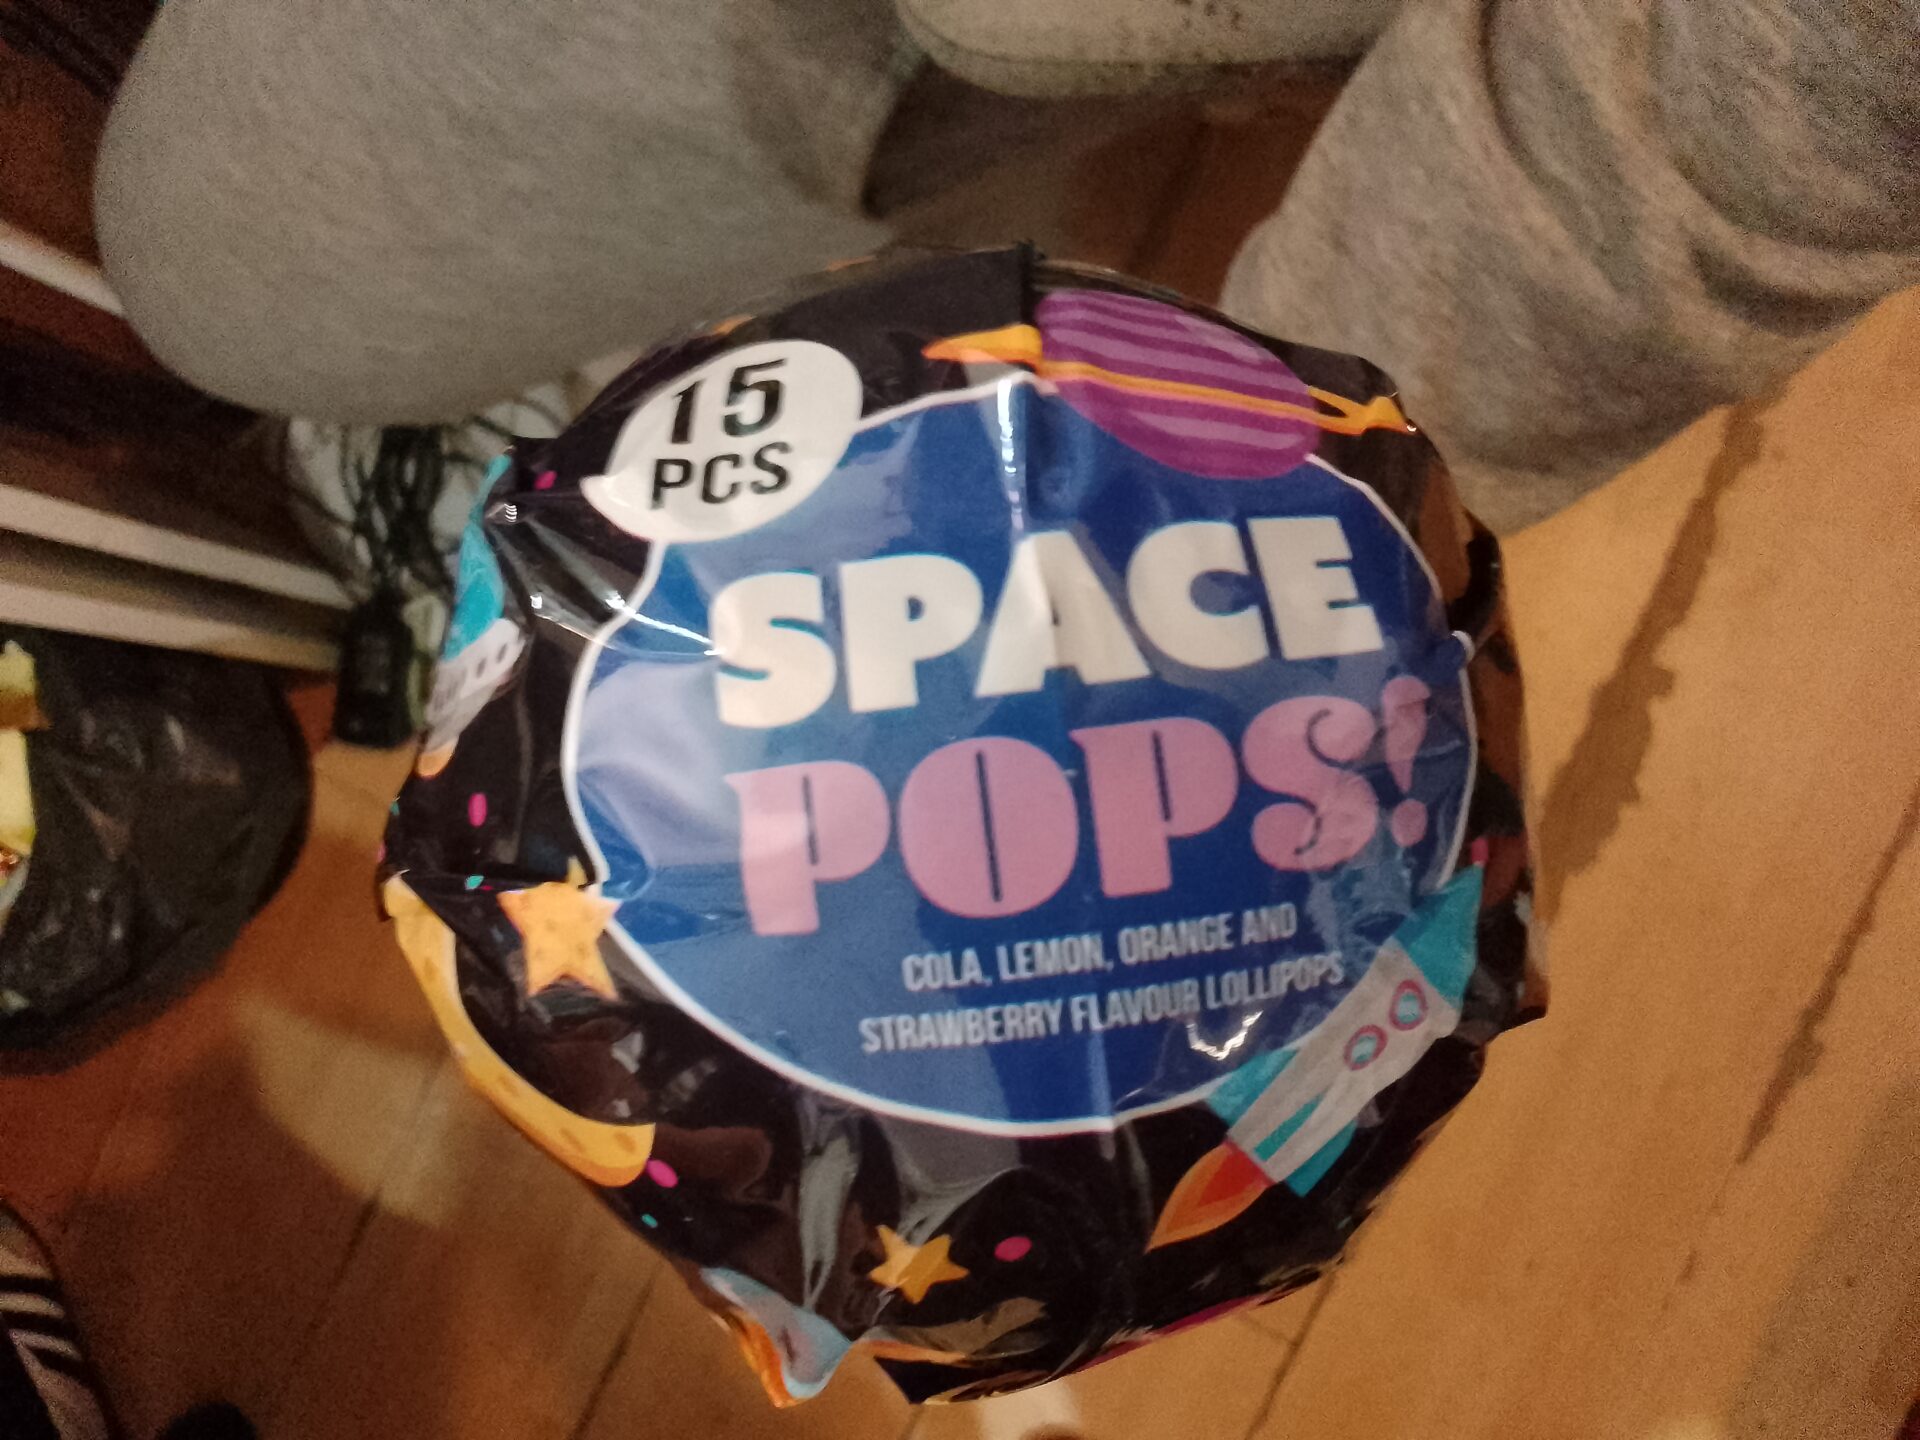 15
PCS
SPACE
POPS!
COLA, LEMON, ORANGE AND
STRAWBERRY FLAVOUR LOLLIPOPS